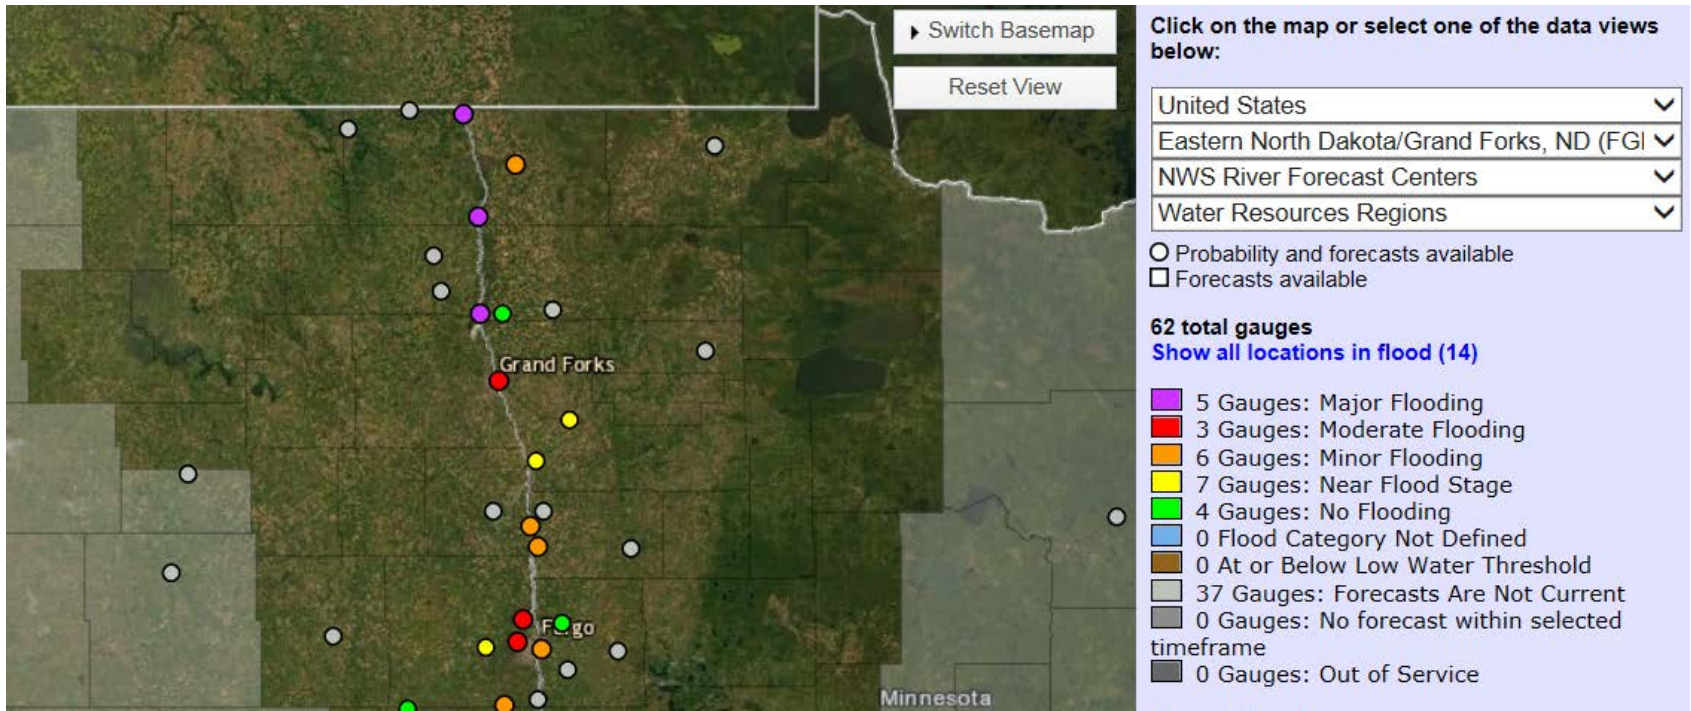 Switch Basemap
Reset View
Grand Forks
Fargo
Minnesota
Click on the map or select one of the data views
below:
United States
Eastern North Dakota/Grand Forks, ND (FGI
NWS River Forecast Centers
Water Resources Regions
Probability and forecasts available
Forecasts available
62 total gauges
Show all locations in flood (14)
5 Gauges: Major Flooding
3 Gauges: Moderate Flooding
6 Gauges: Minor Flooding
7 Gauges: Near Flood Stage
4 Gauges: No Flooding
0 Flood Category Not Defined
0 At or Below Low Water Threshold
37 Gauges: Forecasts Are Not Current
0 Gauges: No forecast within selected
timeframe
0 Gauges: Out of Service